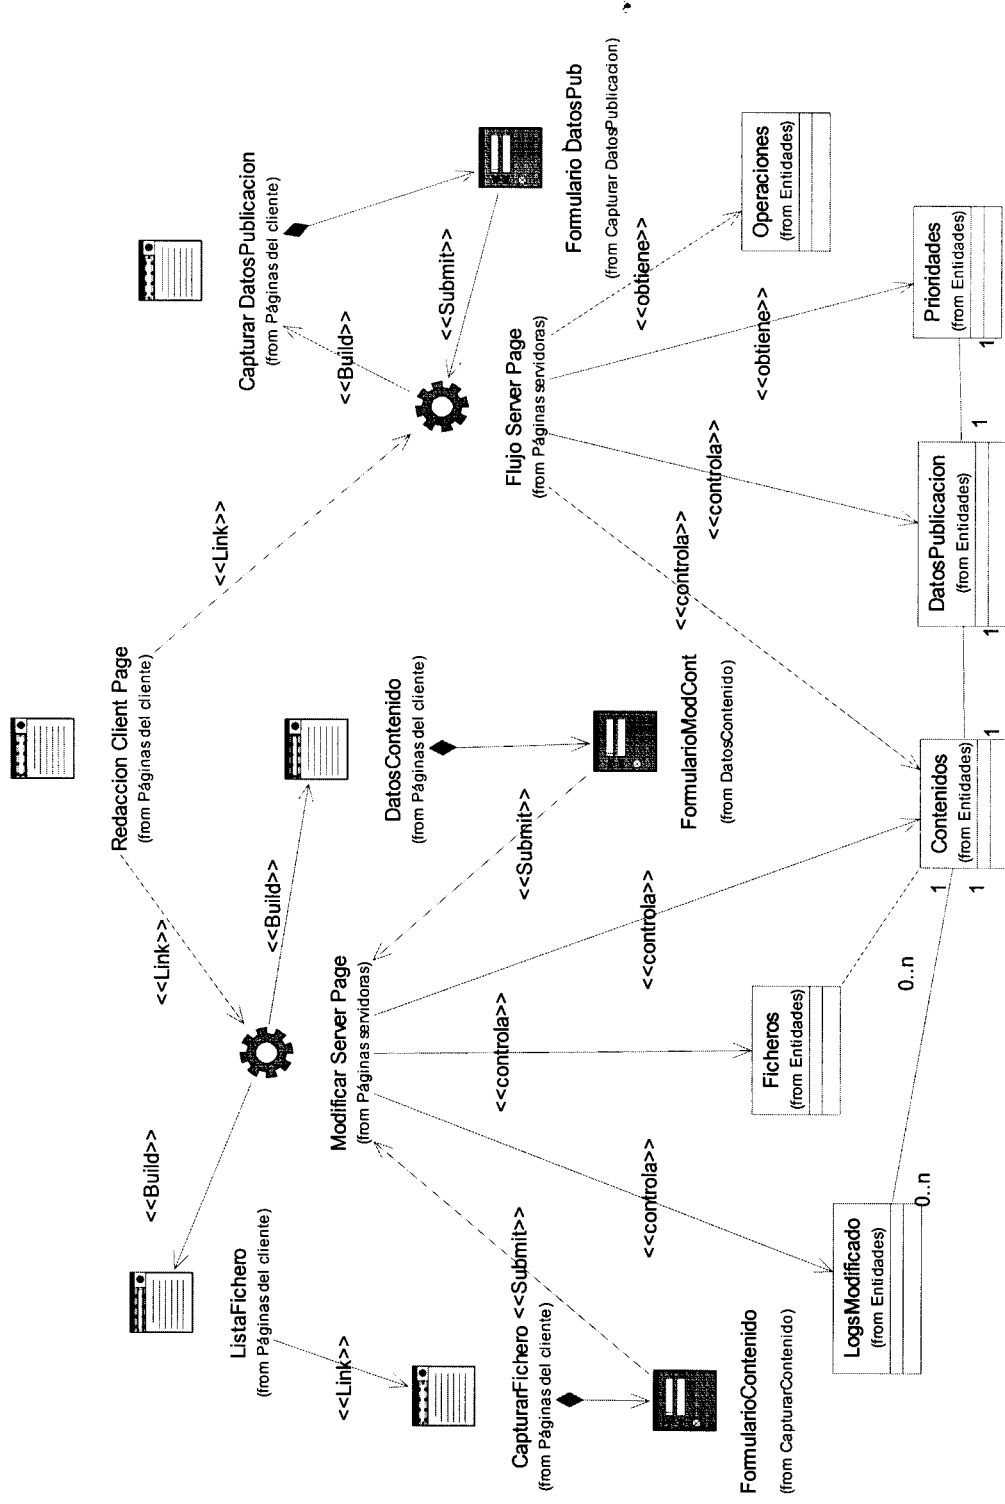 Redaccion Client Page
(from Páginas del cliente)
<<Link>>
<<Link>>
<<Build>>
<<Build>>
ListaFichero
(from Páginas del cliente)
<<Link>>
Modificar Server Page
(from Páginas servidoras)
DatosContenido
(from Páginas del cliente)
Capturar DatosPublicacion
(from Páginas del cliente)
<<Build>>
<<Submit>>
Flujo Server Page
(from Páginas servidoras)
Formulario DatosPub
(from Capturar DatosPublicacion)
CapturarFichero
(from Páginas del cliente)
<<Submit>>
<<Submit>>
FormularioModCont
(from DatosContenido)
<<controla>>
<<controla>>
<<controla>>
<<controla>>
<<controla>>
<<obtiene>>
<<obtiene>>
FormularioContenido
(from CapturarContenido)
Ficheros
(from Entidades)
Operaciones
(from Entidades)
LogsModificado
(from Entidades)
0..n
0..n
1
1
Contenidos
(from Entidades)
1
1
DatosPublicacion
(from Entidades)
1
1
Prioridades
(from Entidades)